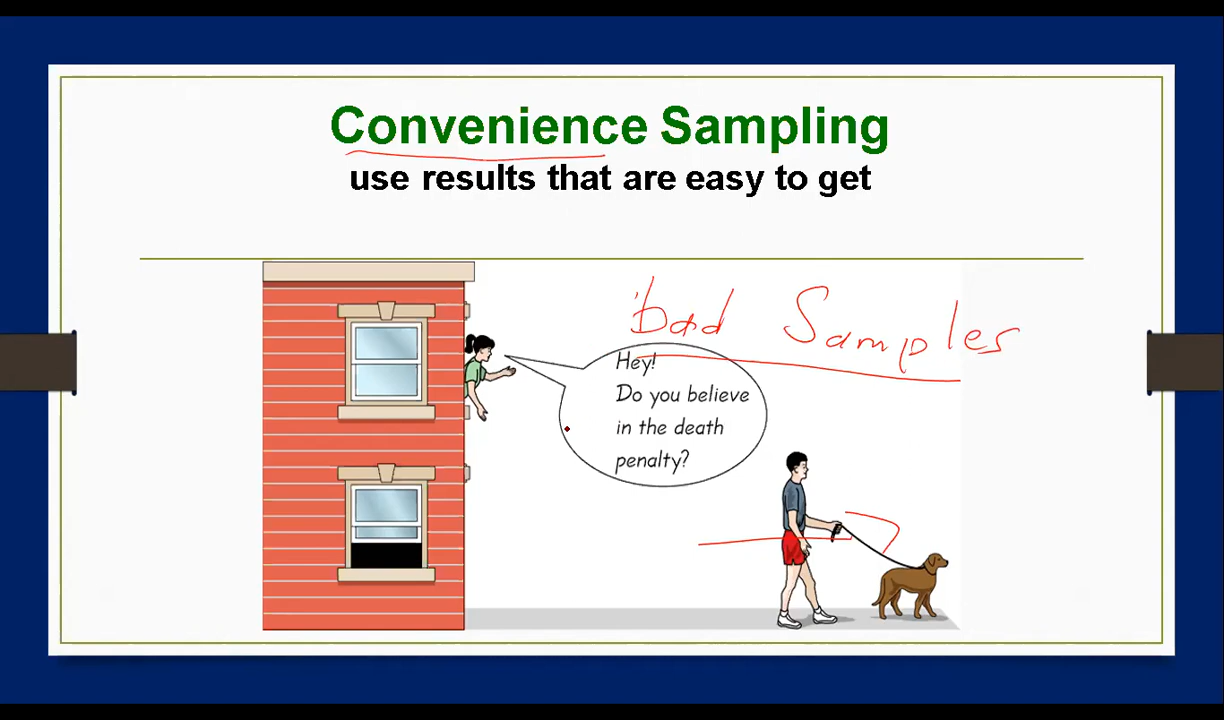 Convenience Sampling
use results that are easy to get
bad Samples
Hey!
Do you believe
in the death
penalty?